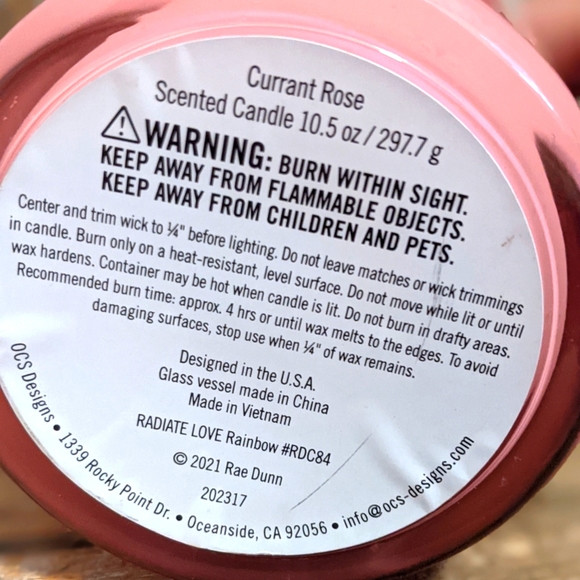 Currant Rose
Scented Candle 10.5 oz / 297.7 g
WARNING: BURN WITHIN SIGHT.
KEEP AWAY FROM FLAMMABLE OBJECTS.
KEEP AWAY FROM CHILDREN AND PETS.
Center and trim wick to ¼" before lighting. Do not leave matches or wick trimmings
in candle. Burn only on a heat-resistant, level surface. Do not move while lit or until
wax hardens. Container may be hot when candle is lit. Do not burn in drafty areas.
Recommended burn time: approx. 4 hrs or until wax melts to the edges. To avoid
damaging surfaces, stop use when ¼" of wax remains.
Designed in the U.S.A.
Glass vessel made in China
Made in Vietnam
RADIATE LOVE Rainbow #RDC84
© 2021 Rae Dunn
202317
OCS Designs • 1339 Rocky Point Dr. • Oceanside, CA 92056 • info@ocs-designs.com